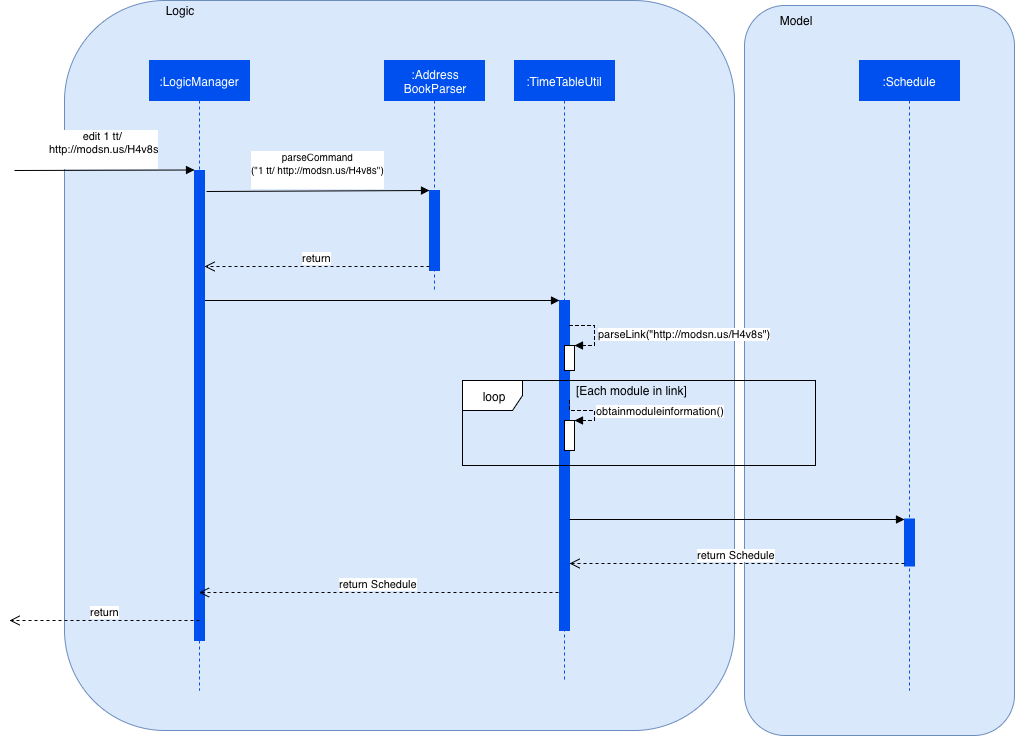 Logic
Model
:LogicManager
:Address
BookParser
:TimeTableUtil
:Schedule
edit 1 tt/
http://modsn.us/H4v8s
parseCommand
("1 tt/ http://modsn.us/H4v8s")
return
parseLink("http://modsn.us/H4v8s")
loop
[Each module in link]
obtainmoduleinformation()
return Schedule
return Schedule
return